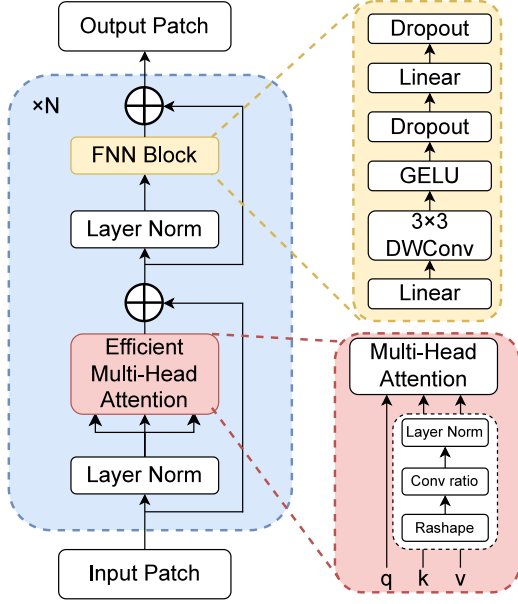 Output Patch
×N
FNN Block
Layer Norm
Efficient
Multi-Head
Attention
Layer Norm
Input Patch
Dropout
Linear
Dropout
GELU
3×3
DWConv
Linear
Multi-Head
Attention
Layer Norm
Conv ratio
Rashape
q k v